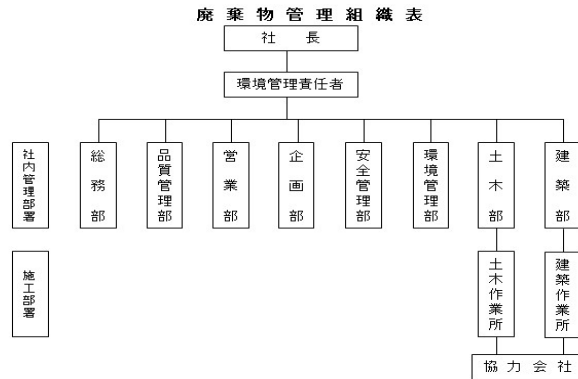 廃棄物管理組織表
社長
環境管理責任者
社内管理部署
総務部
品質管理部
営業部
企画部
安全管理部
環境管理部
土木部
建築部
施工部署
土木作業所
建築作業所
協力会社